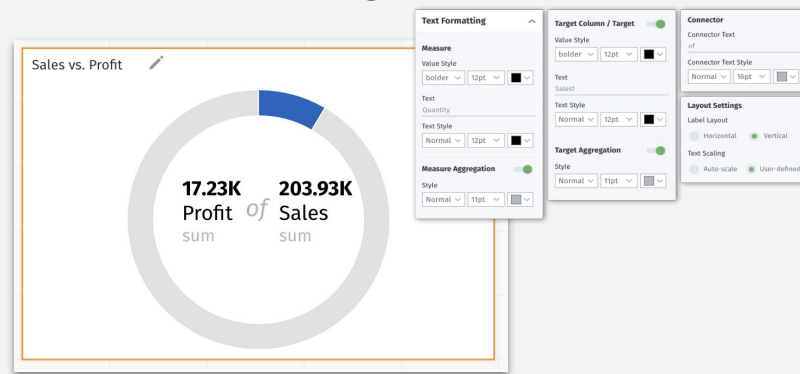 Sales vs. Profit
17.23K
Profit
sum
of
203.93K
Sales
sum
Text Formatting
Measure
Value Style
bolder 12pt
Text
Quantity
Text Style
Normal 12pt
Measure Aggregation
Style
Normal 11pt
Target Column / Target
Value Style
bolder 12pt
Text
Sales1
Text Style
Normal 12pt
Target Aggregation
Style
Normal 11pt
Connector
Connector Text
of
Connector Text Style
Normal 16pt
Layout Settings
Label Layout
Horizontal Vertical
Text Scaling
Auto-scale User-defined